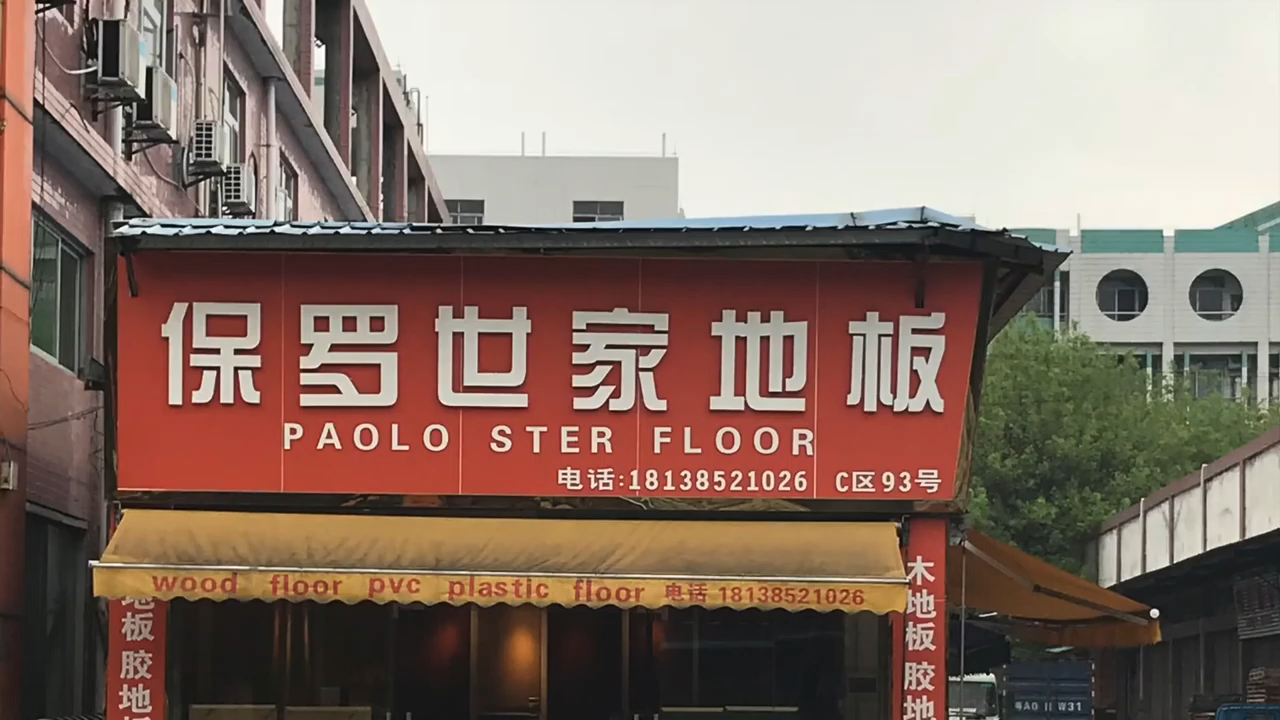 保罗世家地板
PAOLO STER FLOOR
电话:18138521026 C区93号
wood floor pvc plastic floor 电话 18138521026
地板 胶地板
木地板 胶地